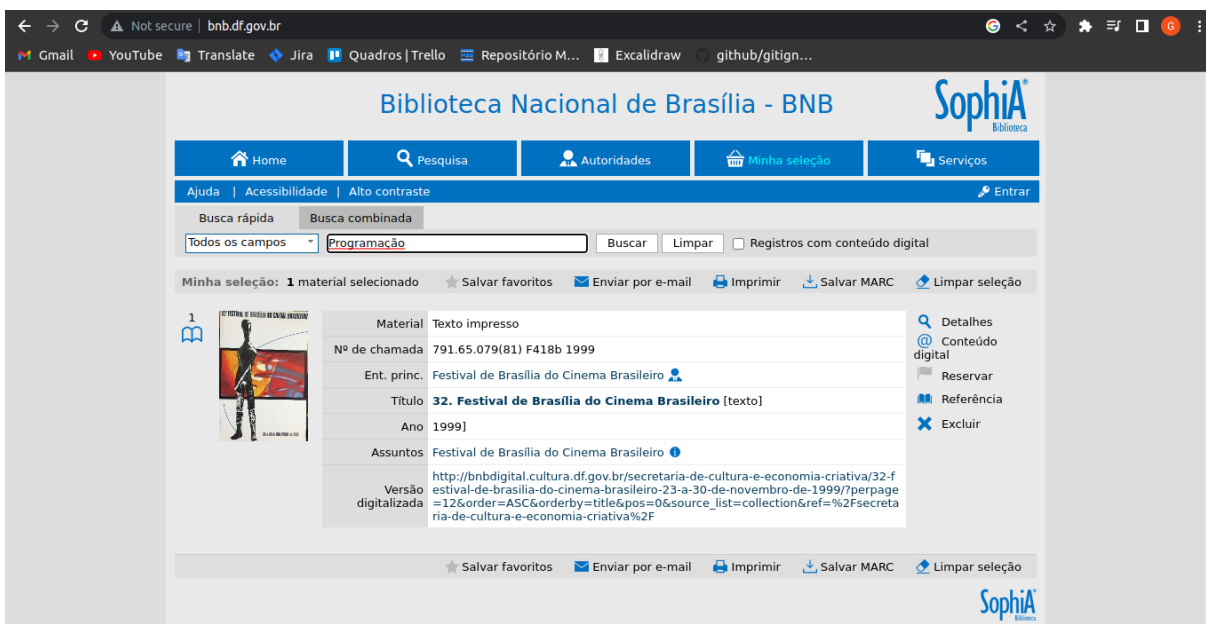 Not secure | bnb.df.gov.br
G
Gmail YouTube Translate Jira Quadros | Trello Repositório M... Excalidraw github/gitign...
Biblioteca Nacional de Brasília - BNB
SophiA®
Biblioteca
Home Pesquisa Autoridades Minha seleção Serviços
Ajuda | Acessibilidade | Alto contraste Entrar
Busca rápida Busca combinada
Todos os campos Programação Buscar Limpar Registros com conteúdo digital
Minha seleção: 1 material selecionado Salvar favoritos Enviar por e-mail Imprimir Salvar MARC Limpar seleção
1
32º FESTIVAL DE BRASÍLIA DO CINEMA BRASILEIRO
Material Texto impresso
Nº de chamada 791.65.079(81) F418b 1999
Ent. princ. Festival de Brasília do Cinema Brasileiro
Título 32. Festival de Brasília do Cinema Brasileiro [texto]
Ano 1999]
Assuntos Festival de Brasília do Cinema Brasileiro
Versão digitalizada
http://bnbdigital.cultura.df.gov.br/secretaria-de-cultura-e-economia-criativa/32-f
estival-de-brasilia-do-cinema-brasileiro-23-a-30-de-novembro-de-1999/?perpage
=12&order=ASC&orderby=title&pos=0&source_list=collection&ref=%2Fsecreta
ria-de-cultura-e-economia-criativa%2F
Detalhes
@ Conteúdo
digital
Reservar
Referência
Excluir
Salvar favoritos Enviar por e-mail Imprimir Salvar MARC Limpar seleção
SophiA
Biblioteca